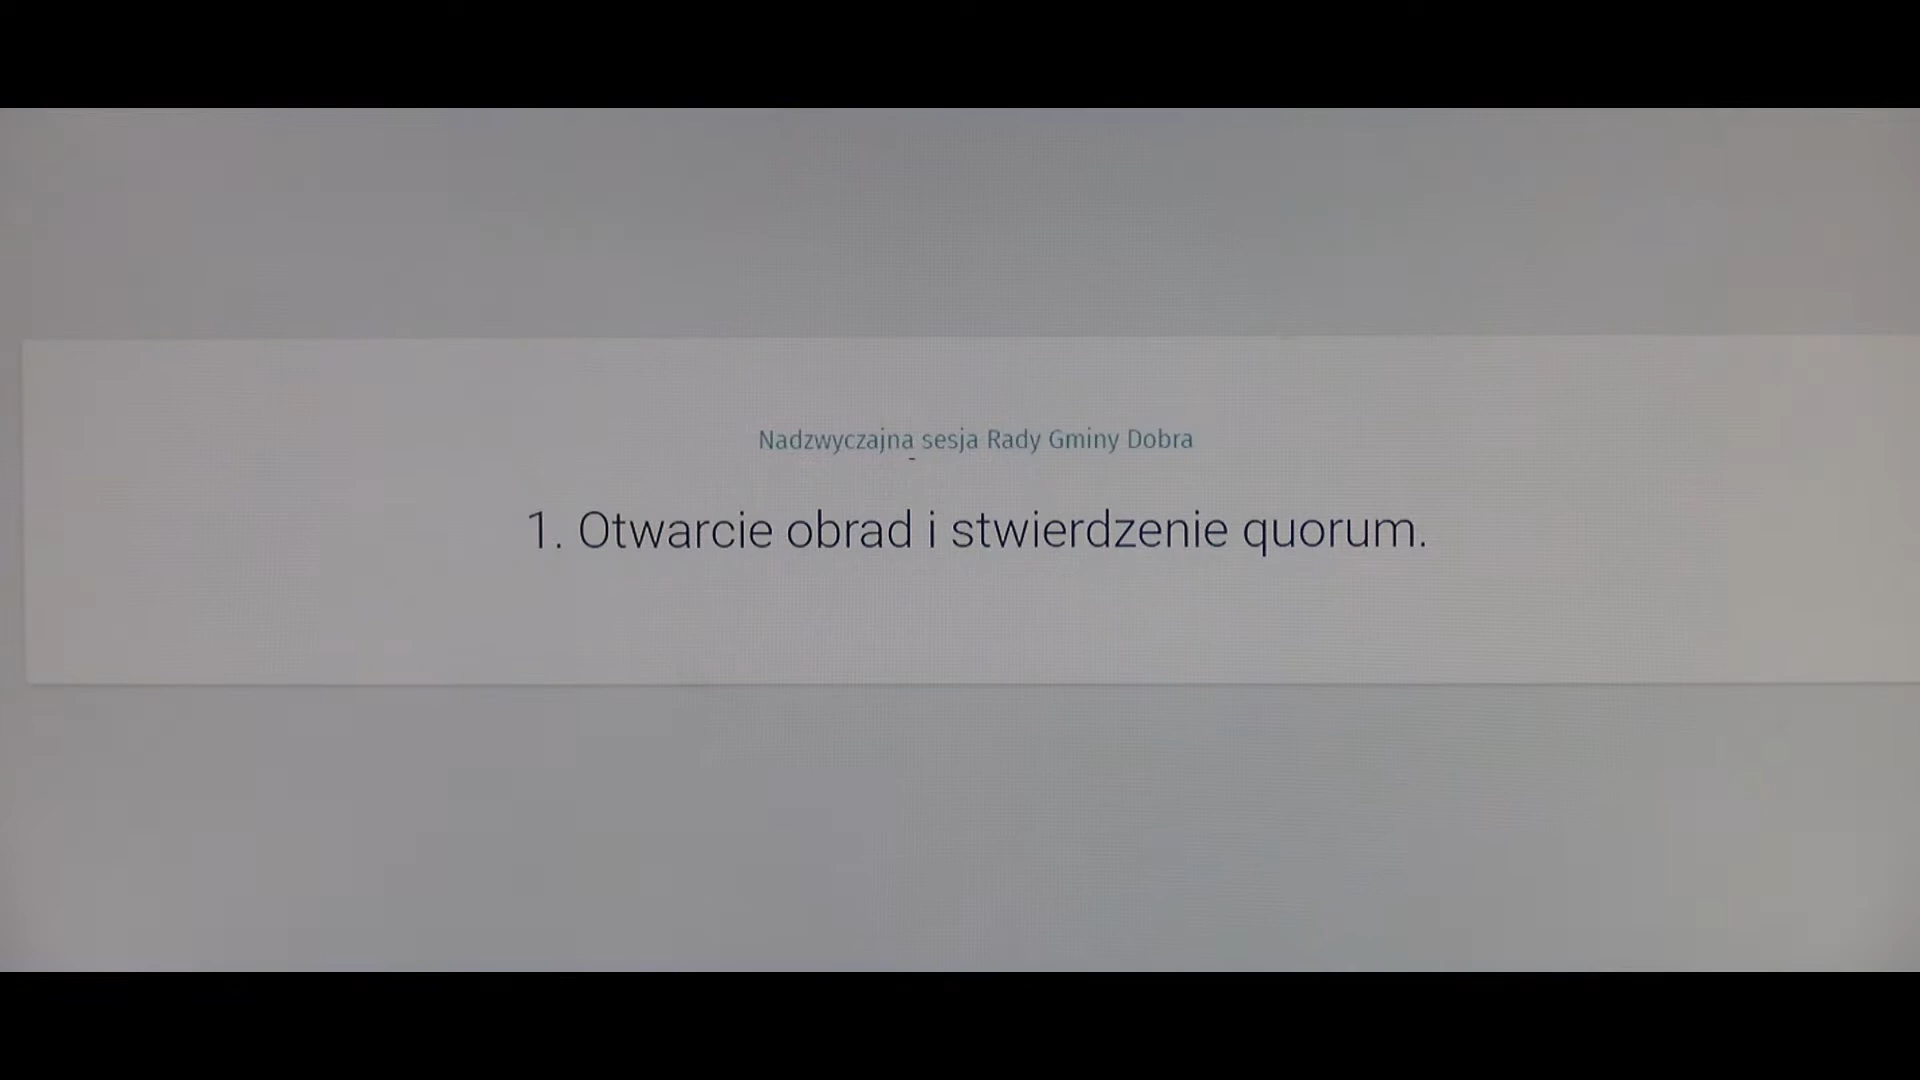 Nadzwyczajna sesja Rady Gminy Dobra
1. Otwarcie obrad i stwierdzenie quorum.